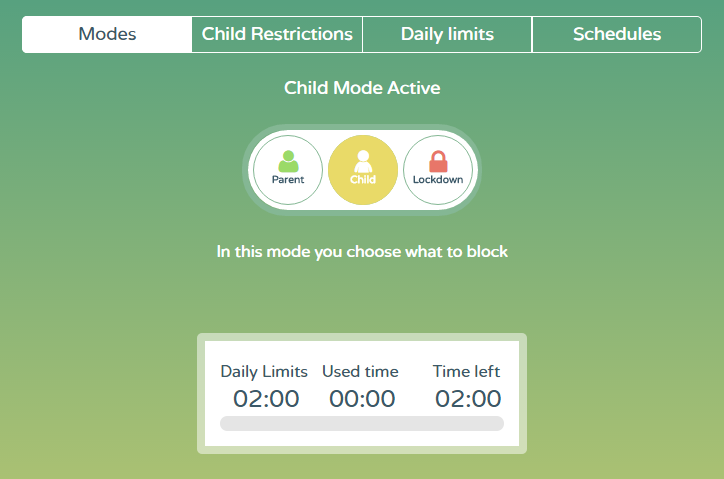 Modes Child Restrictions Daily limits Schedules
Child Mode Active
Parent Child Lockdown
In this mode you choose what to block
Daily Limits Used time Time left
02:00 00:00 02:00